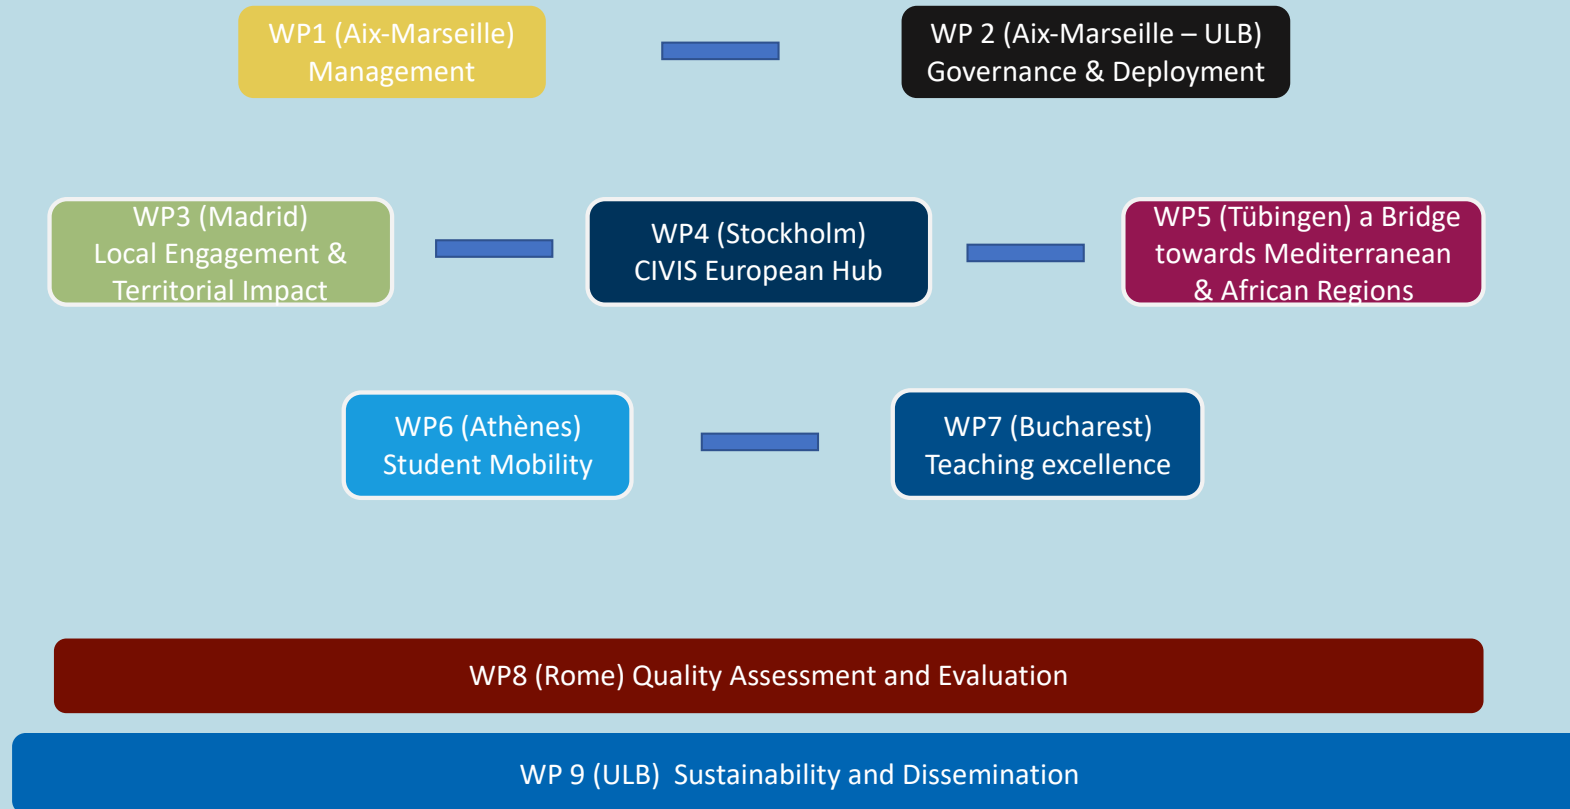 WP1 (Aix-Marseille)
Management
WP 2 (Aix-Marseille – ULB)
Governance & Deployment
WP3 (Madrid)
Local Engagement &
Territorial Impact
WP4 (Stockholm)
CIVIS European Hub
WP5 (Tübingen) a Bridge
towards Mediterranean
& African Regions
WP6 (Athènes)
Student Mobility
WP7 (Bucharest)
Teaching excellence
WP8 (Rome) Quality Assessment and Evaluation
WP 9 (ULB) Sustainability and Dissemination